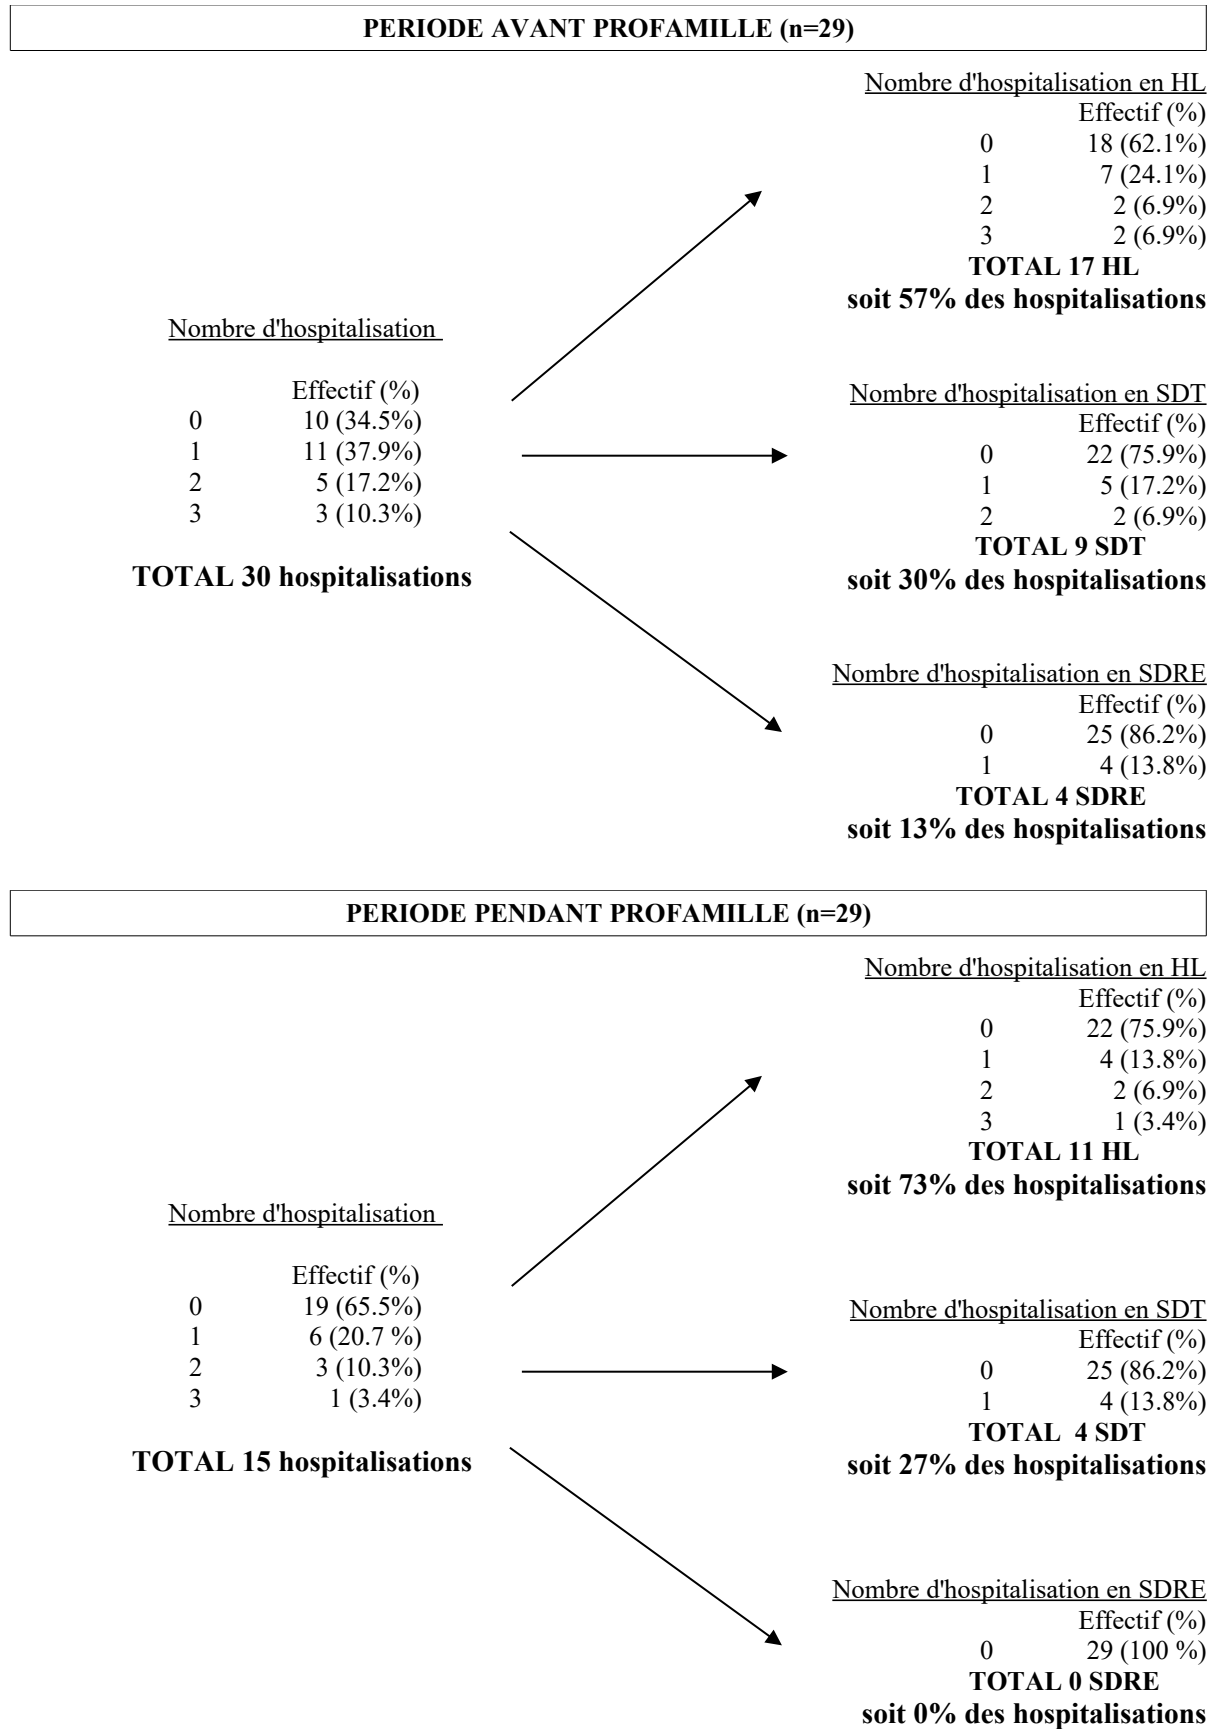 PERIODE AVANT PROFAMILLE (n=29)
Nombre d'hospitalisation
Effectif (%)
0 10 (34.5%)
1 11 (37.9%)
2 5 (17.2%)
3 3 (10.3%)
TOTAL 30 hospitalisations
Nombre d'hospitalisation en HL
Effectif (%)
0 18 (62.1%)
1 7 (24.1%)
2 2 (6.9%)
3 2 (6.9%)
TOTAL 17 HL
soit 57% des hospitalisations
Nombre d'hospitalisation en SDT
Effectif (%)
0 22 (75.9%)
1 5 (17.2%)
2 2 (6.9%)
TOTAL 9 SDT
soit 30% des hospitalisations
Nombre d'hospitalisation en SDRE
Effectif (%)
0 25 (86.2%)
1 4 (13.8%)
TOTAL 4 SDRE
soit 13% des hospitalisations
PERIODE PENDANT PROFAMILLE (n=29)
Nombre d'hospitalisation
Effectif (%)
0 19 (65.5%)
1 6 (20.7 %)
2 3 (10.3%)
3 1 (3.4%)
TOTAL 15 hospitalisations
Nombre d'hospitalisation en HL
Effectif (%)
0 22 (75.9%)
1 4 (13.8%)
2 2 (6.9%)
3 1 (3.4%)
TOTAL 11 HL
soit 73% des hospitalisations
Nombre d'hospitalisation en SDT
Effectif (%)
0 25 (86.2%)
1 4 (13.8%)
TOTAL 4 SDT
soit 27% des hospitalisations
Nombre d'hospitalisation en SDRE
Effectif (%)
0 29 (100 %)
TOTAL 0 SDRE
soit 0% des hospitalisations